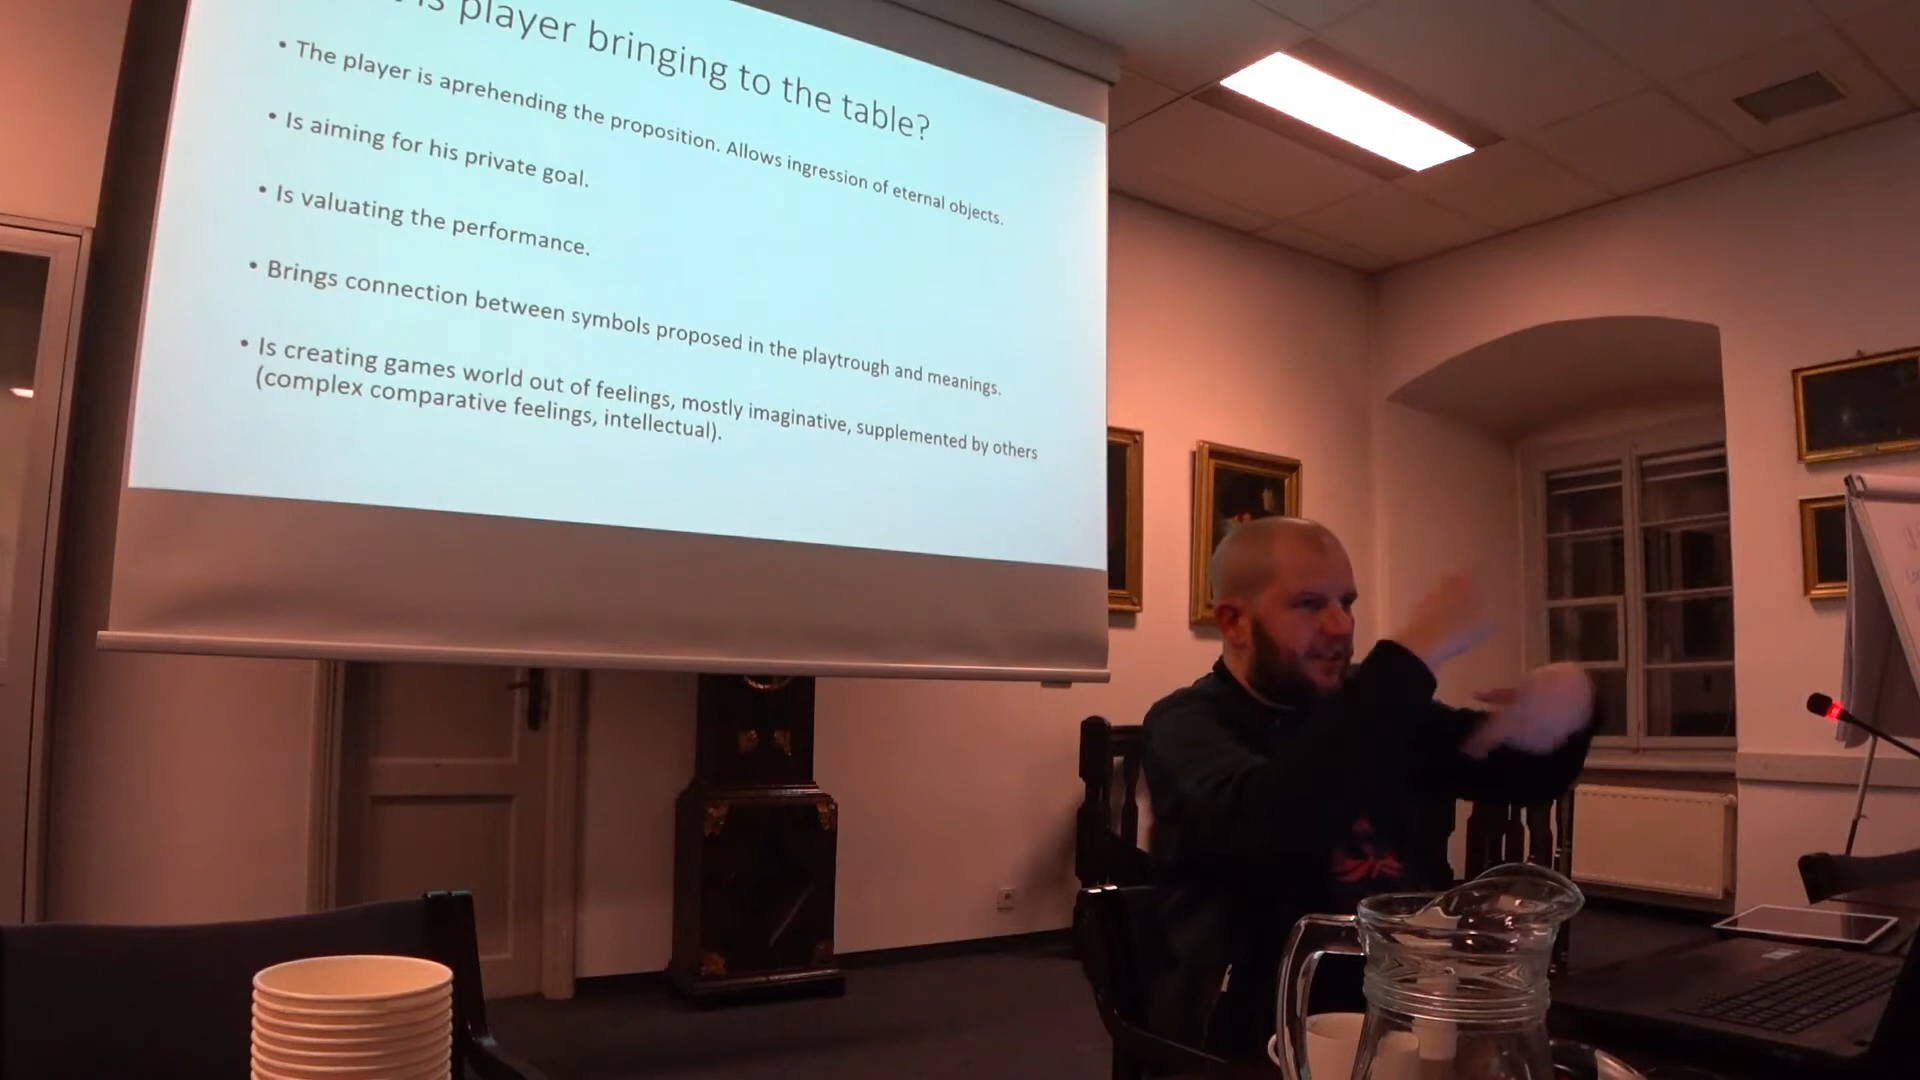 is player bringing to the table?
• The player is aprehending the proposition. Allows ingression of eternal objects.
• Is aiming for his private goal.
• Is valuating the performance.
• Brings connection between symbols proposed in the playtrough and meanings.
• Is creating games world out of feelings, mostly imaginative, supplemented by others
(complex comparative feelings, intellectual).